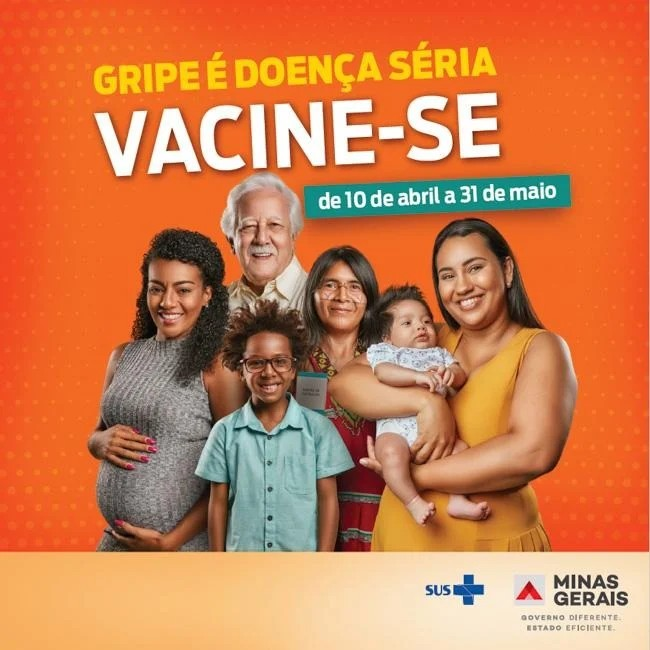 GRIPE É DOENÇA SÉRIA
VACINE-SE
de 10 de abril a 31 de maio
SUS
MINAS
GERAIS
GOVERNO DIFERENTE.
ESTADO EFICIENTE.